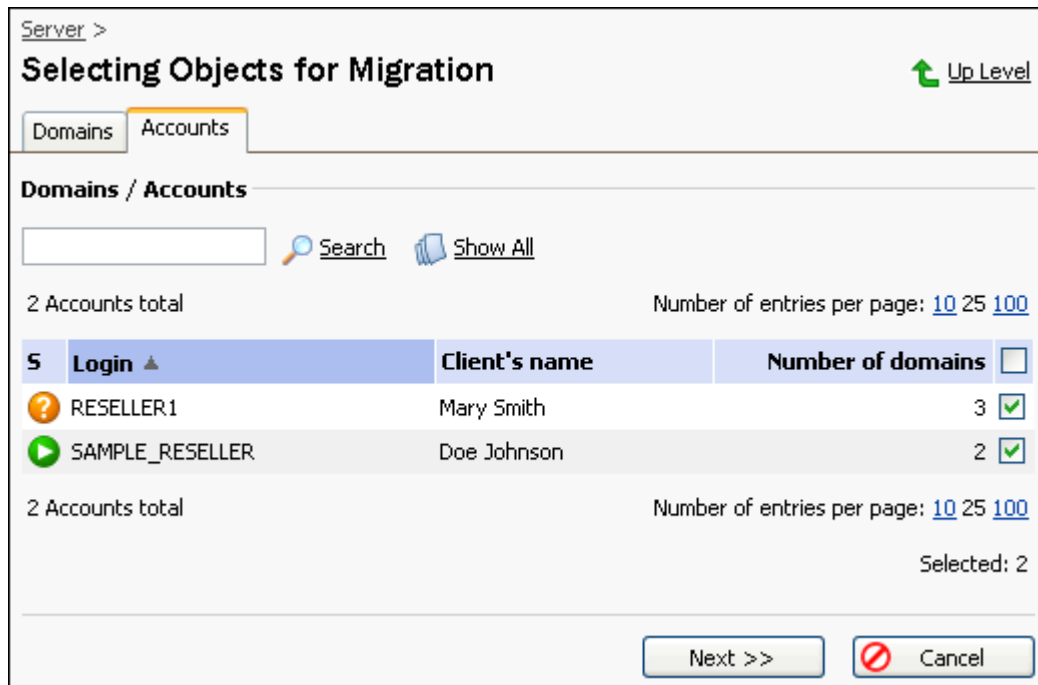 Server >
Selecting Objects for Migration
Up Level
Domains
Accounts
Domains / Accounts
Search
Show All
2 Accounts total
Number of entries per page: 10 25 100
S Login Client's name Number of domains
RESELLER1 Mary Smith 3
SAMPLE_RESELLER Doe Johnson 2
2 Accounts total
Number of entries per page: 10 25 100
Selected: 2
Next >>
Cancel